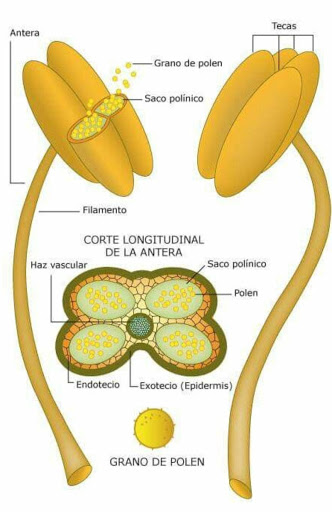 Antera
Tecas
Grano de polen
Saco polínico
Filamento
CORTE LONGITUDINAL
DE LA ANTERA
Haz vascular
Saco polínico
Polen
Endotecio
Exotecio (Epidermis)
GRANO DE POLEN